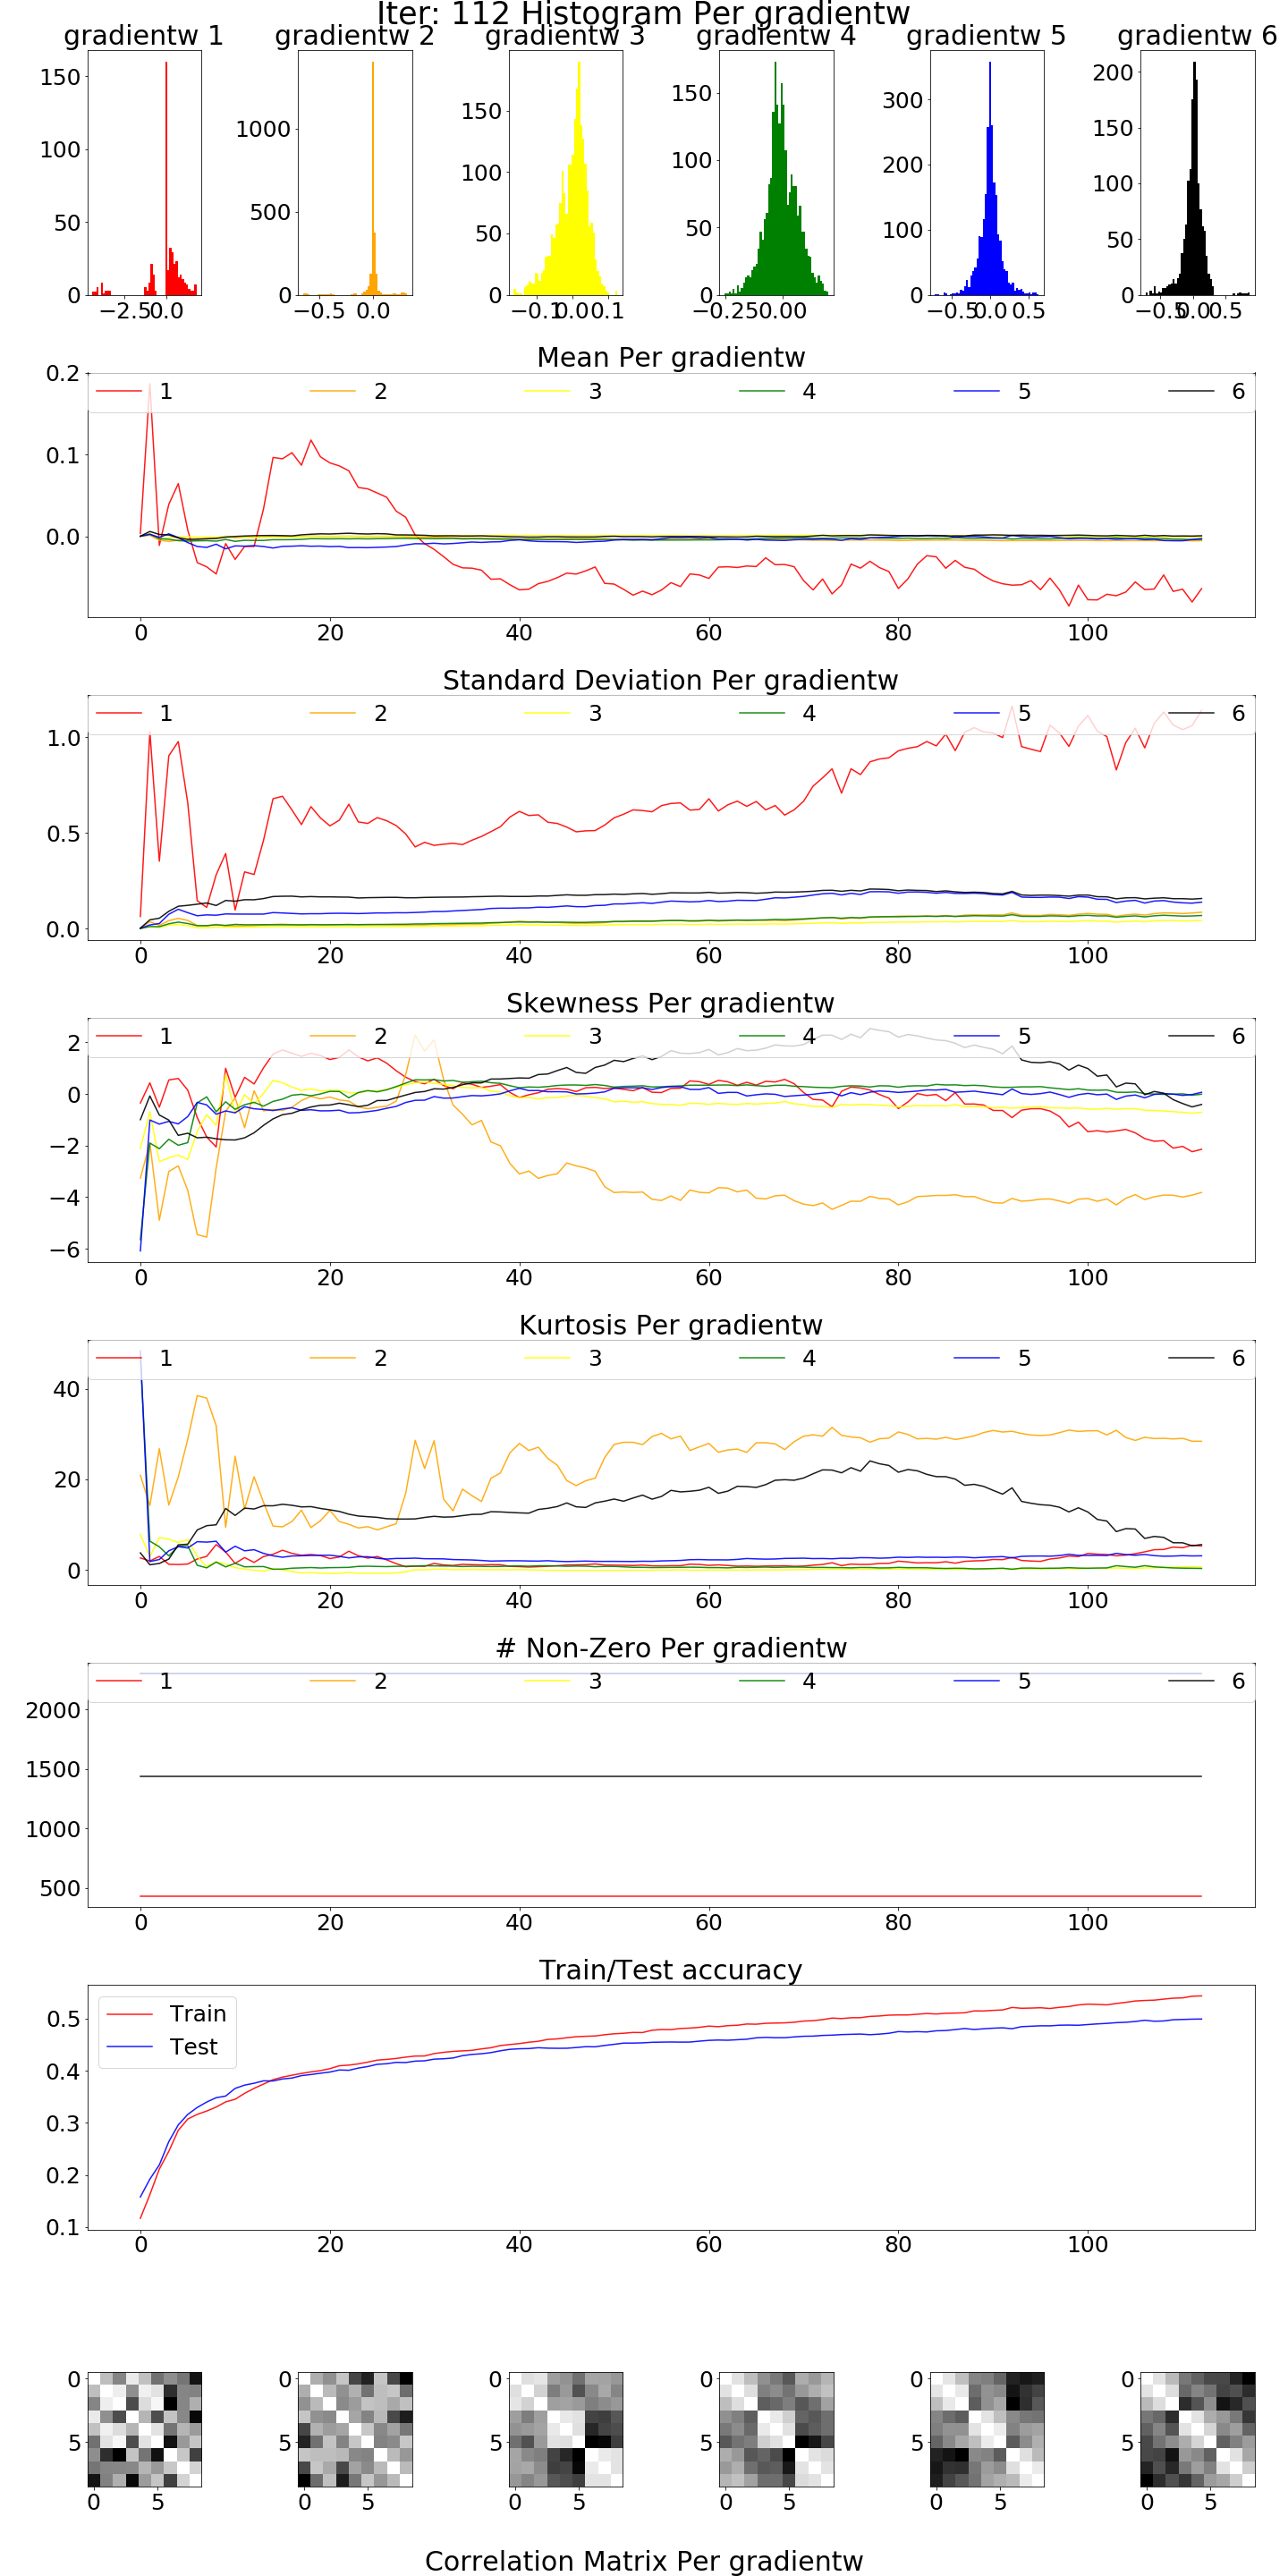 Iter: 112 Histogram Per gradientw
gradientw 1 gradientw 2 gradientw 3 gradientw 4 gradientw 5 gradientw 6
150
100
50
0
−2.5 0.0
1000
500
0
−0.5 0.0
150
100
50
0
−0.1 0.0 0.1
150
100
50
0
−0.25 0.00
300
200
100
0
−0.5 0.0 0.5
200
150
100
50
0
−0.5 0.0 0.5
Mean Per gradientw
1 2 3 4 5 6
0.2
0.1
0.0
0 20 40 60 80 100
Standard Deviation Per gradientw
1 2 3 4 5 6
1.0
0.5
0.0
0 20 40 60 80 100
Skewness Per gradientw
1 2 3 4 5 6
2
0
−2
−4
−6
0 20 40 60 80 100
Kurtosis Per gradientw
1 2 3 4 5 6
40
20
0
0 20 40 60 80 100
# Non-Zero Per gradientw
1 2 3 4 5 6
2000
1500
1000
500
0 20 40 60 80 100
Train/Test accuracy
Train
Test
0.5
0.4
0.3
0.2
0.1
0 20 40 60 80 100
0 0 0 0 0 0
5 5 5 5 5 5
0 5 0 5 0 5 0 5 0 5 0 5
Correlation Matrix Per gradientw